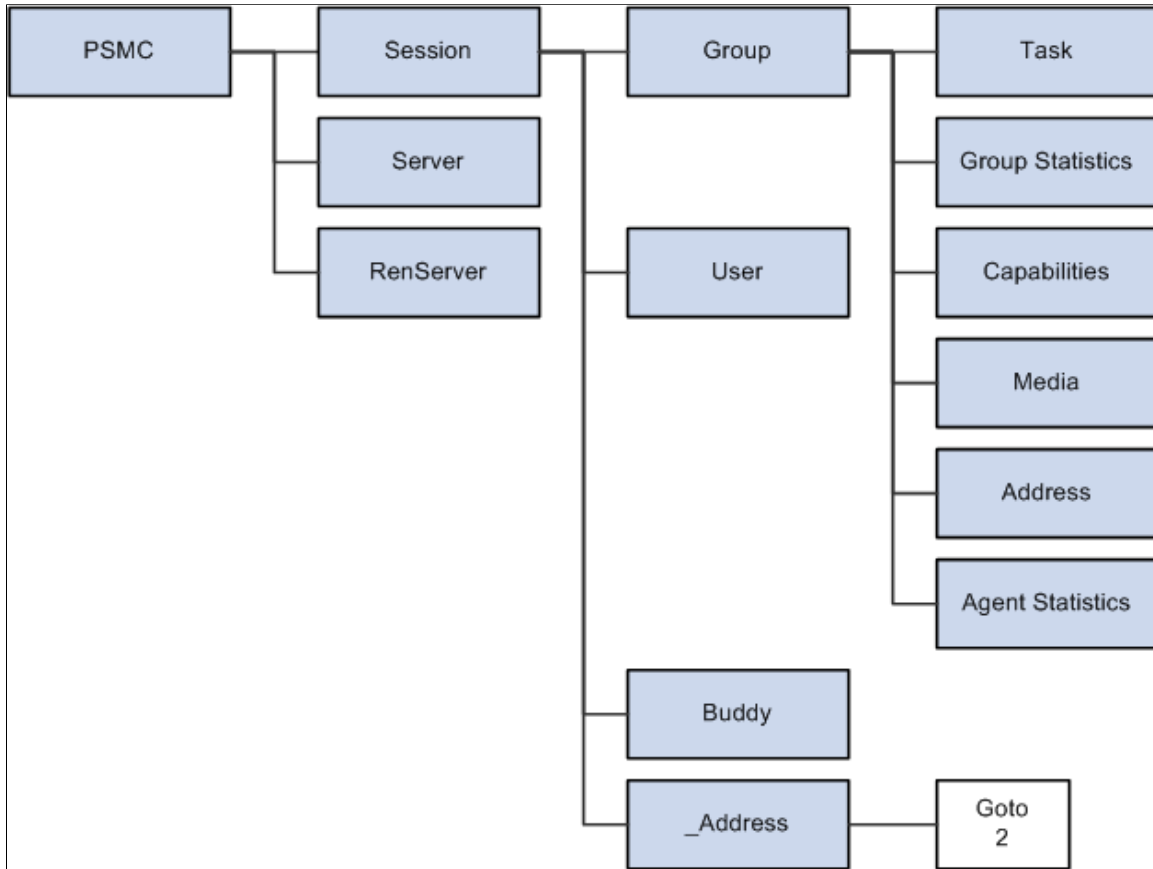 PSMC
Session
Group
Task
Server
Group Statistics
RenServer
User
Capabilities
Media
Address
Agent Statistics
Buddy
_Address
Goto
2